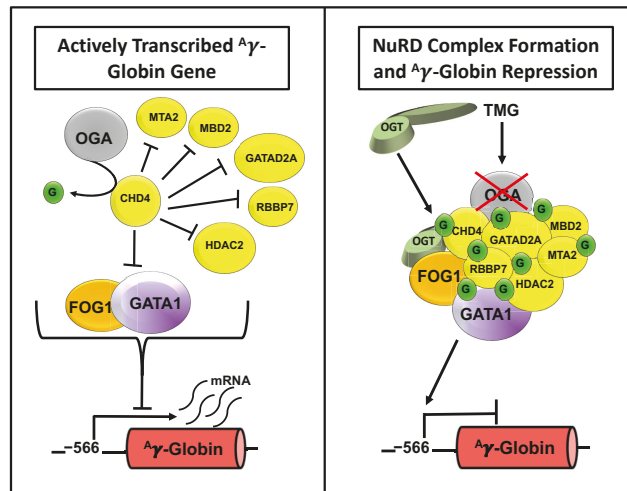 Actively Transcribed ᴬγ-
Globin Gene
OGA
MTA2
MBD2
GATAD2A
G
CHD4
RBBP7
HDAC2
FOG1
GATA1
mRNA
−566
ᴬγ-Globin
NuRD Complex Formation
and ᴬγ-Globin Repression
OGT
TMG
OGA
G
G
G
CHD4
MBD2
GATAD2A
G
OGT
G
MTA2
FOG1
RBBP7
G
HDAC2
G
G
GATA1
−566
ᴬγ-Globin